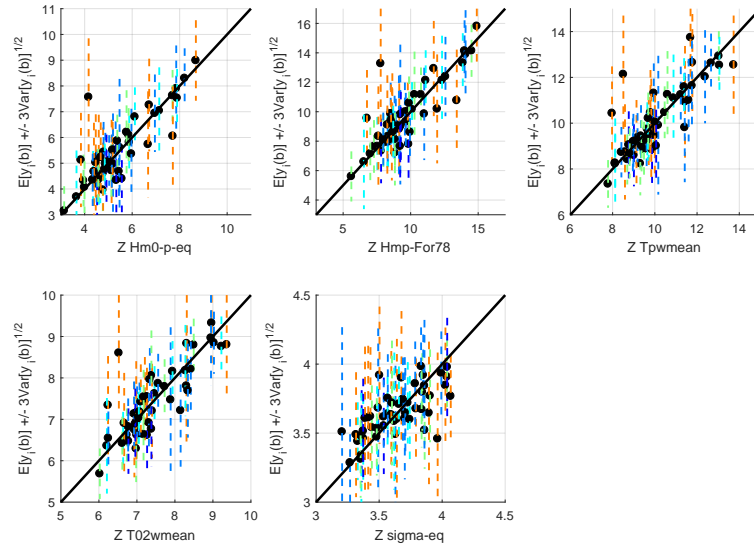 11
10
9
8
7
6
5
4
3
4 6 8 10
Z Hm0-p-eq
E[y_i(b)] +/- 3Var[y_i(b)]^1/2
16
14
12
10
8
6
4
5 10 15
Z Hmp-For78
E[y_i(b)] +/- 3Var[y_i(b)]^1/2
14
12
10
8
6
6 8 10 12 14
Z Tpwmean
E[y_i(b)] +/- 3Var[y_i(b)]^1/2
10
9
8
7
6
5
5 6 7 8 9 10
Z T02wmean
E[y_i(b)] +/- 3Var[y_i(b)]^1/2
4.5
4
3.5
3
3 3.5 4 4.5
Z sigma-eq
E[y_i(b)] +/- 3Var[y_i(b)]^1/2